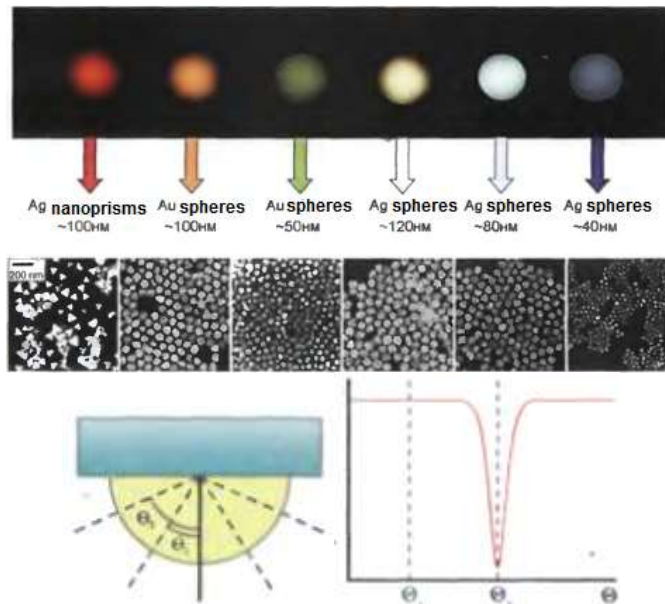 Ag nanoprisms
~100нм
Au spheres
~100нм
Au spheres
~50нм
Ag spheres
~120нм
Ag spheres
~80нм
Ag spheres
~40нм
200 nm
Θ
Θ
Θ
Θ
Θ